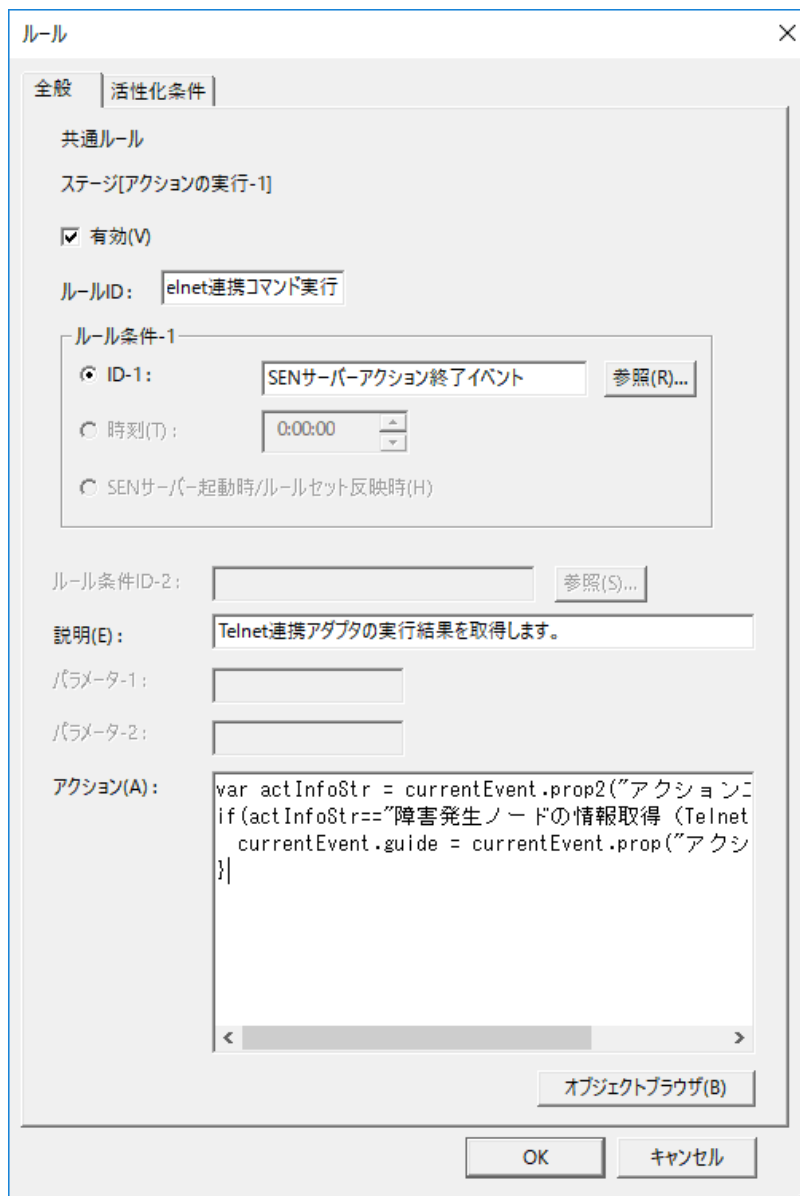 ルール
全般 活性化条件
共通ルール
ステージ[アクションの実行-1]
有効(V)
ルールID: elnet連携コマンド実行
ルール条件-1
ID-1: SENサーバーアクション終了イベント 参照(R)...
時刻(T): 0:00:00
SENサーバー起動時/ルールセット反映時(H)
ルール条件ID-2: 参照(S)...
説明(E): Telnet連携アダプタの実行結果を取得します。
パラメータ-1:
パラメータ-2:
アクション(A): var actInfoStr = currentEvent.prop2("アクション
if(actInfoStr=="障害発生ノードの情報取得（Telnet
currentEvent.guide = currentEvent.prop("アクシ
}
オブジェクトブラウザ(B)
OK キャンセル